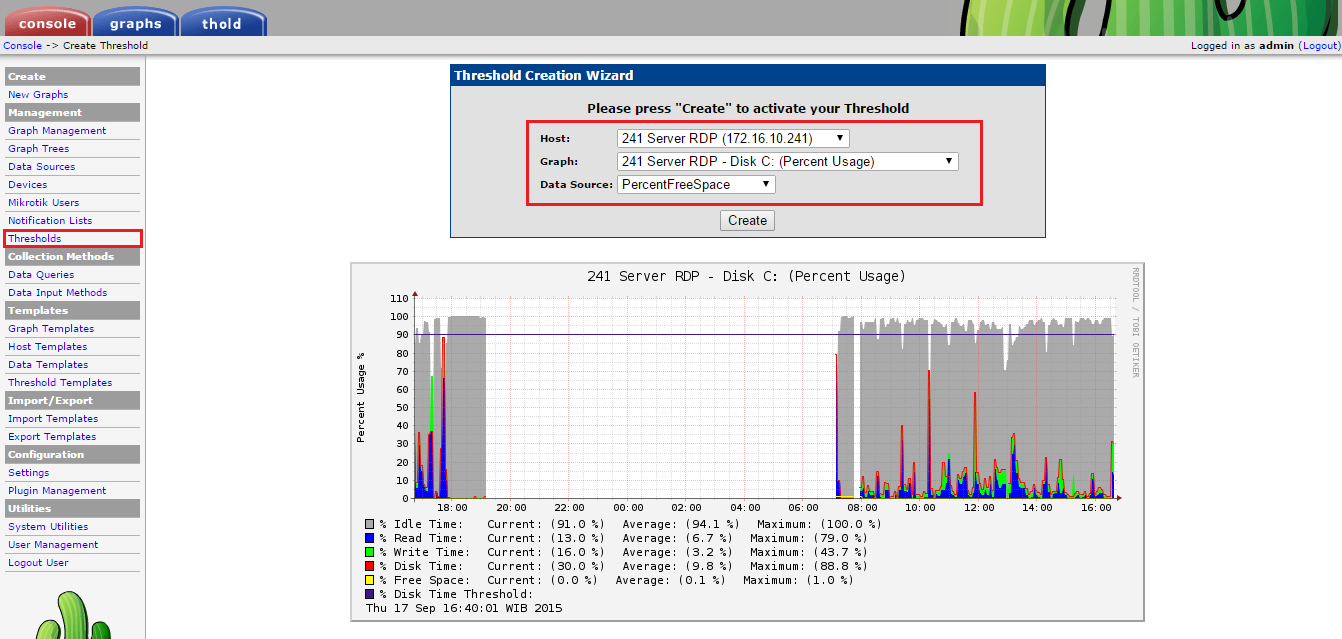 console graphs thold
Console -> Create Threshold Logged in as admin (Logout)
Create
New Graphs
Management
Graph Management
Graph Trees
Data Sources
Devices
Mikrotik Users
Notification Lists
Thresholds
Collection Methods
Data Queries
Data Input Methods
Templates
Graph Templates
Host Templates
Data Templates
Threshold Templates
Import/Export
Import Templates
Export Templates
Configuration
Settings
Plugin Management
Utilities
System Utilities
User Management
Logout User
Threshold Creation Wizard
Please press "Create" to activate your Threshold
Host: 241 Server RDP (172.16.10.241)
Graph: 241 Server RDP - Disk C: (Percent Usage)
Data Source: PercentFreeSpace
Create
241 Server RDP - Disk C: (Percent Usage)
RRDTOOL / TOBI OETIKER
Percent Usage %
110
100
90
80
70
60
50
40
30
20
10
0
18:00 20:00 22:00 00:00 02:00 04:00 06:00 08:00 10:00 12:00 14:00 16:00
% Idle Time: Current: (91.0 %) Average: (94.1 %) Maximum: (100.0 %)
% Read Time: Current: (13.0 %) Average: (6.7 %) Maximum: (79.0 %)
% Write Time: Current: (16.0 %) Average: (3.2 %) Maximum: (43.7 %)
% Disk Time: Current: (30.0 %) Average: (9.8 %) Maximum: (88.8 %)
% Free Space: Current: (0.0 %) Average: (0.1 %) Maximum: (1.0 %)
% Disk Time Threshold:
Thu 17 Sep 16:40:01 WIB 2015